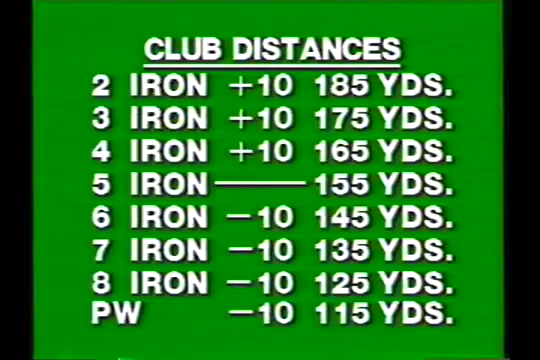 CLUB DISTANCES
2 IRON +10 185 YDS.
3 IRON +10 175 YDS.
4 IRON +10 165 YDS.
5 IRON —— 155 YDS.
6 IRON −10 145 YDS.
7 IRON −10 135 YDS.
8 IRON −10 125 YDS.
PW −10 115 YDS.